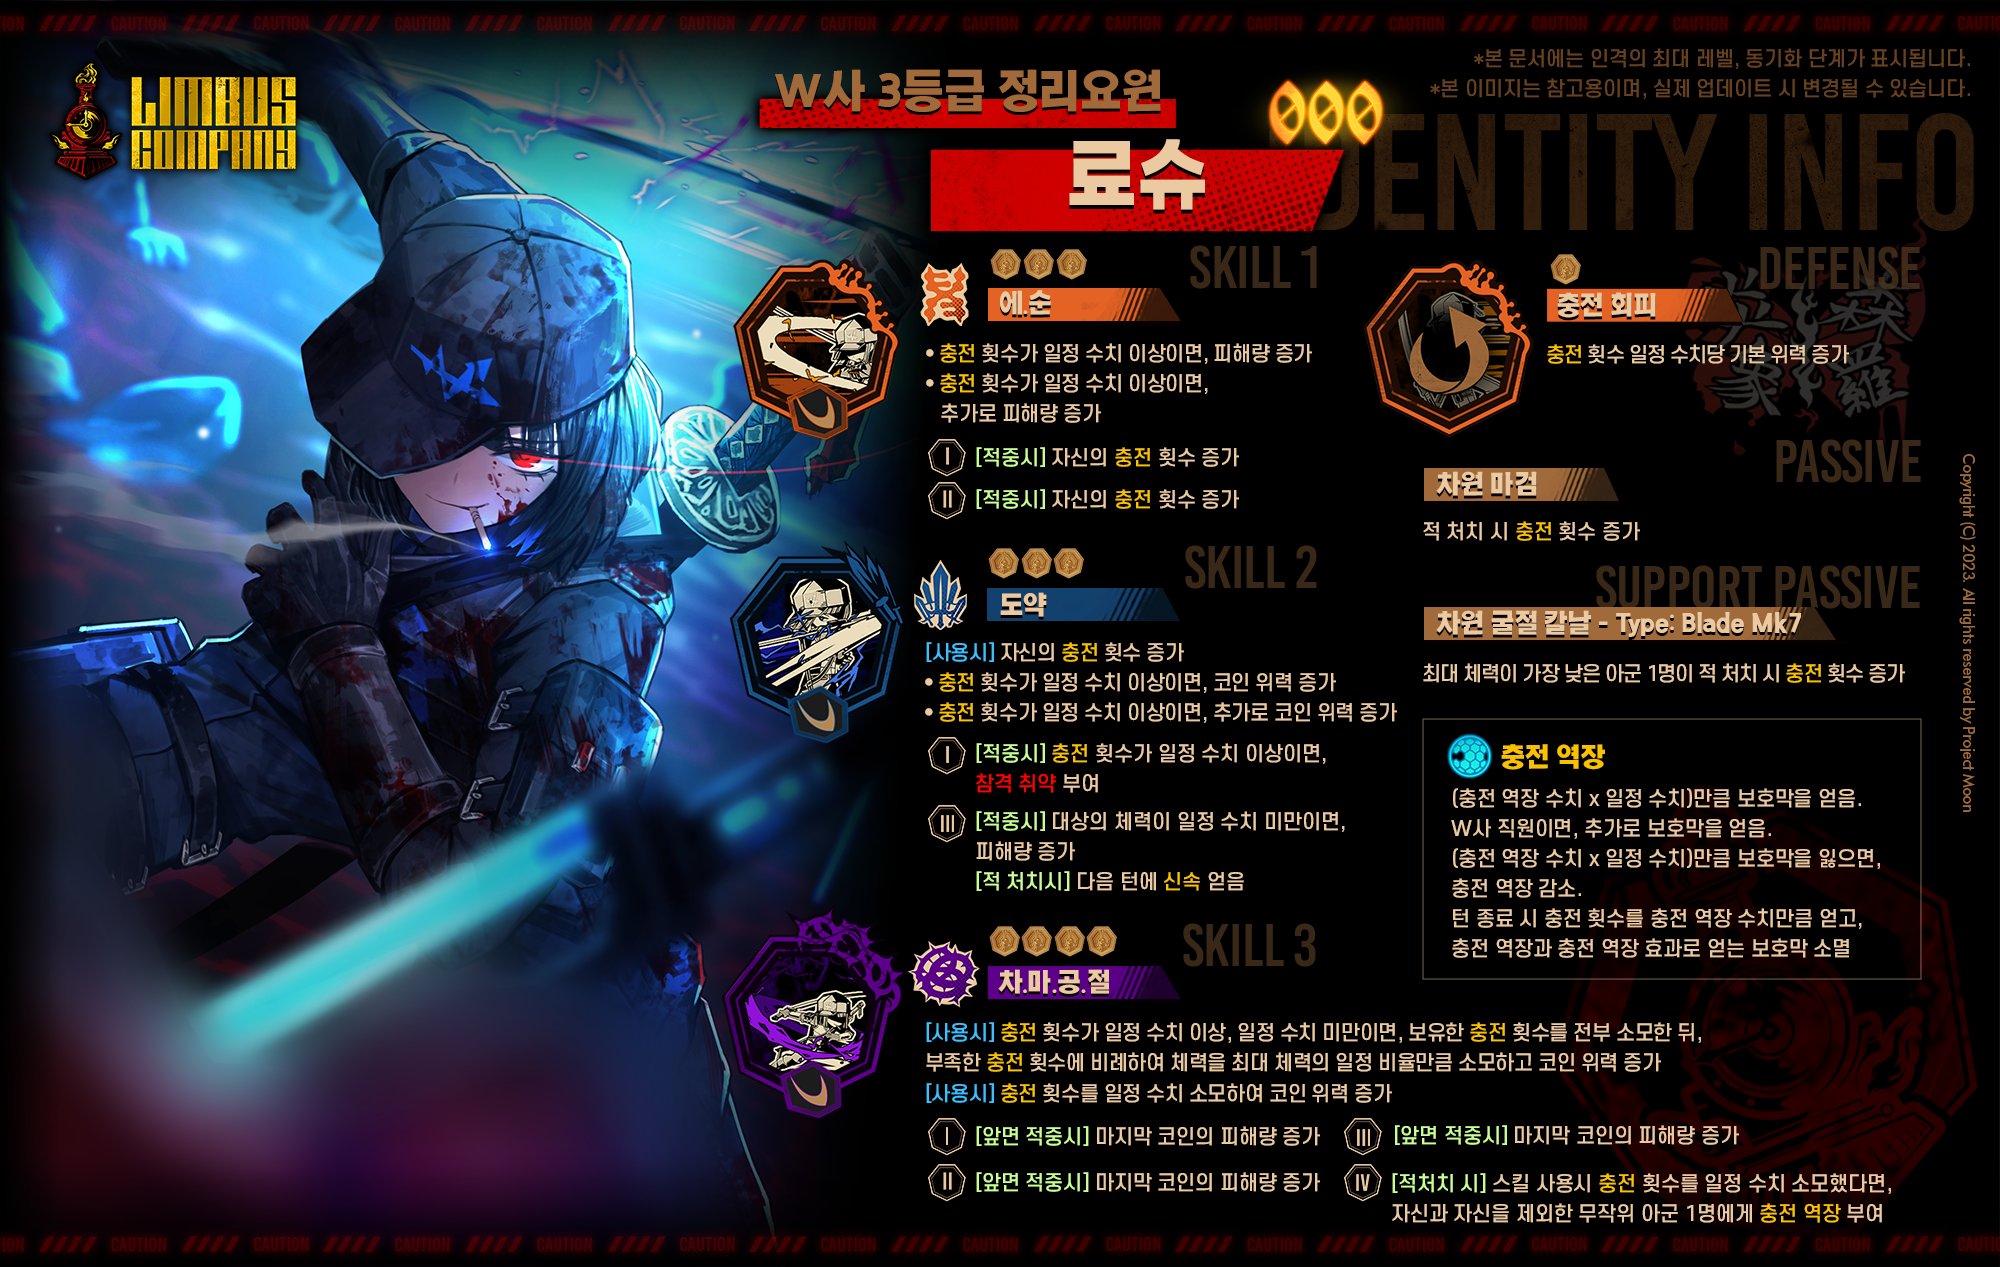 LIMBUS
COMPANY
*본 문서에는 인격의 최대 레벨, 동기화 단계가 표시됩니다.
*본 이미지는 참고용이며, 실제 업데이트 시 변경될 수 있습니다.
W사 3등급 정리요원
료슈
000
IDENTITY INFO
SKILL 1
에.순
• 충전 횟수가 일정 수치 이상이면, 피해량 증가
• 충전 횟수가 일정 수치 이상이면,
추가로 피해량 증가
I [적중시] 자신의 충전 횟수 증가
II [적중시] 자신의 충전 횟수 증가
SKILL 2
도약
[사용시] 자신의 충전 횟수 증가
• 충전 횟수가 일정 수치 이상이면, 코인 위력 증가
• 충전 횟수가 일정 수치 이상이면, 추가로 코인 위력 증가
I [적중시] 충전 횟수가 일정 수치 이상이면,
참격 취약 부여
III [적중시] 대상의 체력이 일정 수치 미만이면,
피해량 증가
[적 처치시] 다음 턴에 신속 얻음
SKILL 3
차.마.공.절
[사용시] 충전 횟수가 일정 수치 이상, 일정 수치 미만이면, 보유한 충전 횟수를 전부 소모한 뒤,
부족한 충전 횟수에 비례하여 체력을 최대 체력의 일정 비율만큼 소모하고 코인 위력 증가
[사용시] 충전 횟수를 일정 수치 소모하여 코인 위력 증가
I [앞면 적중시] 마지막 코인의 피해량 증가
II [앞면 적중시] 마지막 코인의 피해량 증가
III [앞면 적중시] 마지막 코인의 피해량 증가
IV [적처치 시] 스킬 사용시 충전 횟수를 일정 수치 소모했다면,
자신과 자신을 제외한 무작위 아군 1명에게 충전 역장 부여
DEFENSE
충전 회피
충전 횟수 일정 수치당 기본 위력 증가
PASSIVE
차원 마검
적 처치 시 충전 횟수 증가
SUPPORT PASSIVE
차원 굴절 칼날 - Type: Blade Mk7
최대 체력이 가장 낮은 아군 1명이 적 처치 시 충전 횟수 증가
충전 역장
(충전 역장 수치 x 일정 수치)만큼 보호막을 얻음.
W사 직원이면, 추가로 보호막을 얻음.
(충전 역장 수치 x 일정 수치)만큼 보호막을 잃으면,
충전 역장 감소.
턴 종료 시 충전 횟수를 충전 역장 수치만큼 얻고,
충전 역장과 충전 역장 효과로 얻는 보호막 소멸
Copyright (C) 2023. All rights reserved by Project Moon
CAUTION